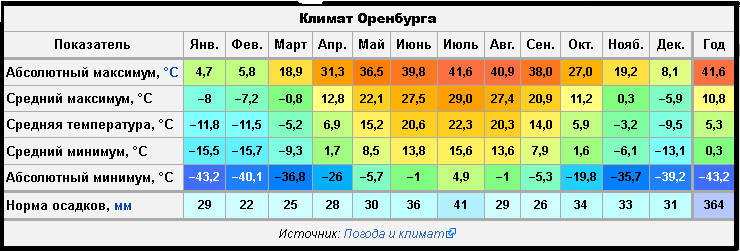 Климат Оренбурга
Показатель Янв. Фев. Март Апр. Май Июнь Июль Авг. Сен. Окт. Нояб. Дек. Год
Абсолютный максимум, °C 4,7 5,8 18,9 31,3 36,5 39,8 41,6 40,9 38,0 27,0 19,2 8,1 41,6
Средний максимум, °C −8 −7,2 −0,8 12,8 22,1 27,5 29,0 27,4 20,9 11,2 0,3 −5,9 10,8
Средняя температура, °C −11,8 −11,5 −5,2 6,9 15,2 20,6 22,3 20,3 14,0 5,9 −3,2 −9,5 5,3
Средний минимум, °C −15,5 −15,7 −9,3 1,7 8,5 13,8 15,6 13,6 7,9 1,6 −6,1 −13,1 0,3
Абсолютный минимум, °C −43,2 −40,1 −36,8 −26 −5,7 −1 4,9 −1 −5,3 −19,8 −35,7 −39,2 −43,2
Норма осадков, мм 29 22 25 28 30 36 41 29 26 34 33 31 364
Источник: Погода и климат